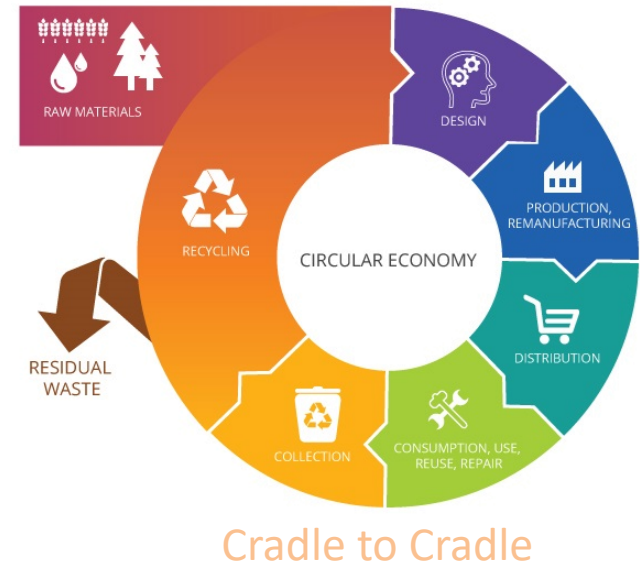 RAW MATERIALS
DESIGN
PRODUCTION,
REMANUFACTURING
RECYCLING
CIRCULAR ECONOMY
DISTRIBUTION
RESIDUAL
WASTE
CONSUMPTION, USE,
REUSE, REPAIR
COLLECTION
Cradle to Cradle